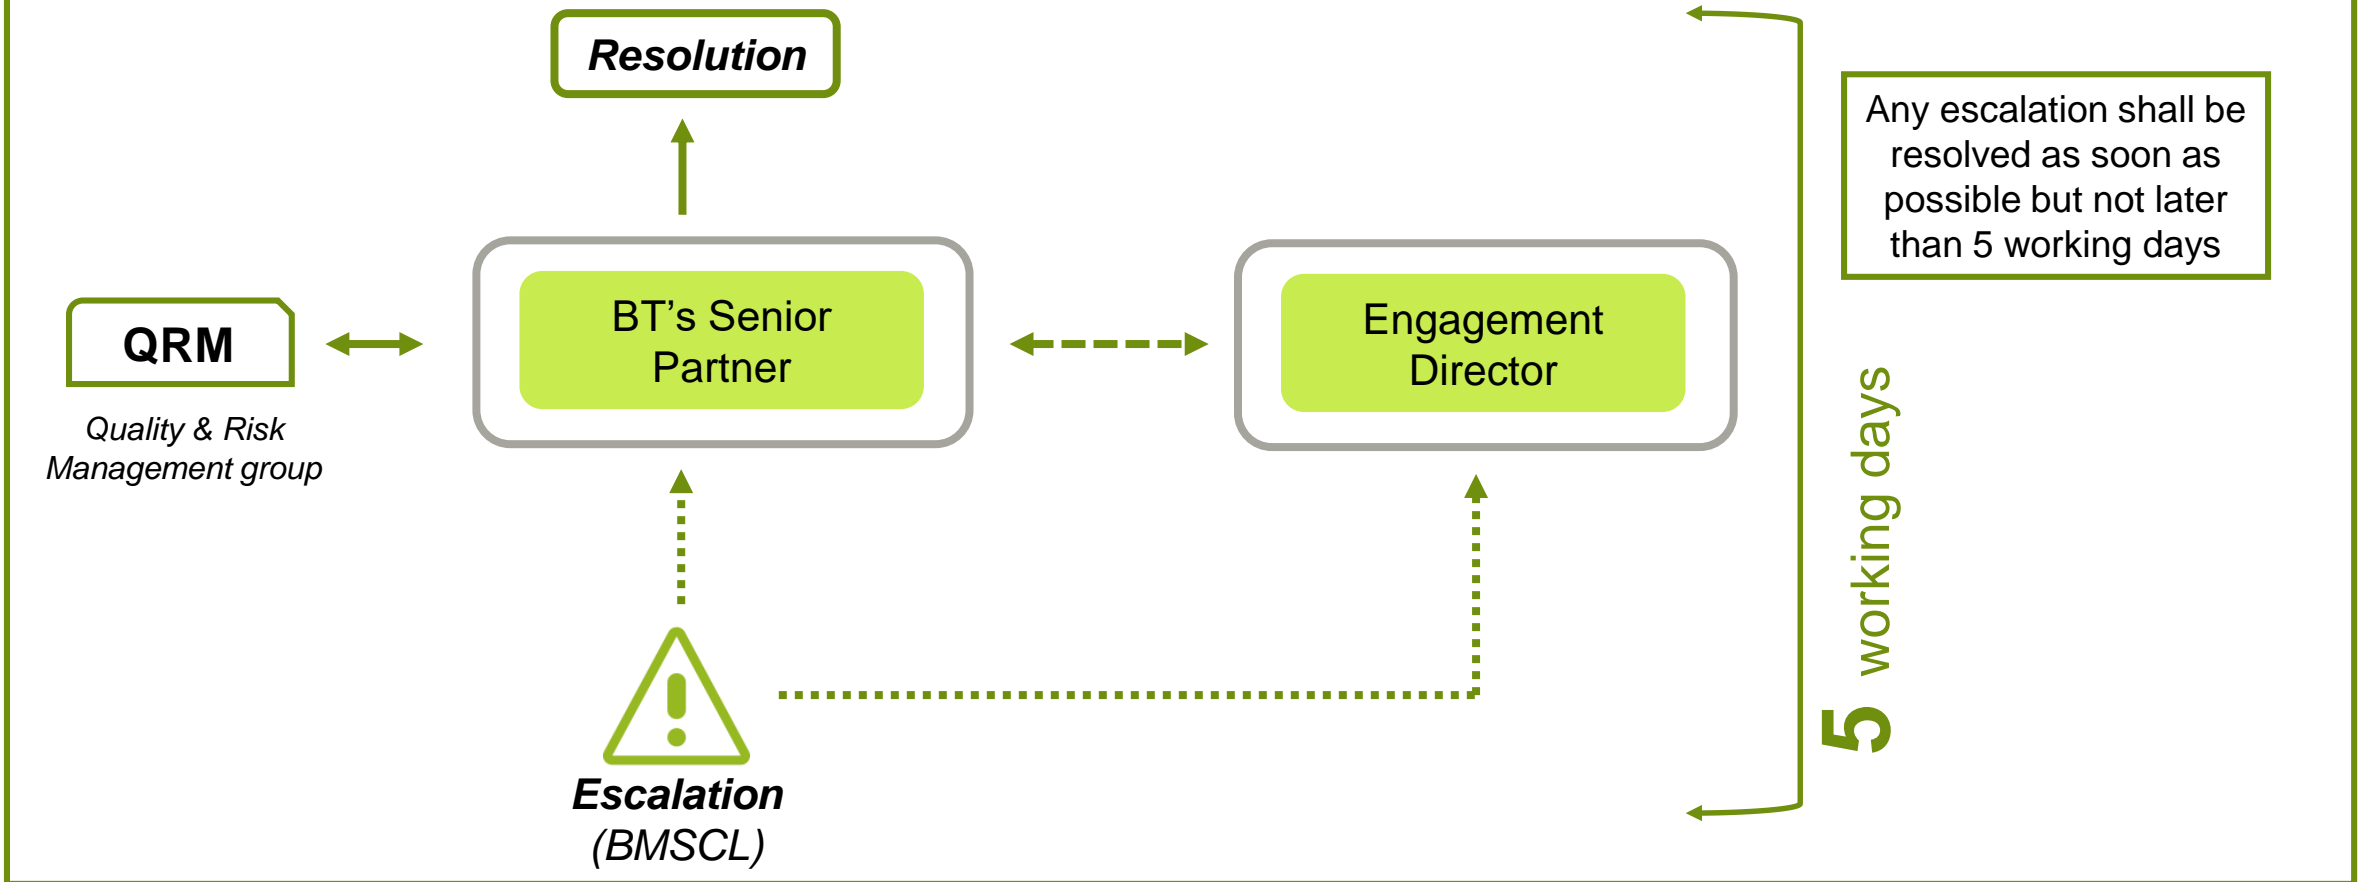 Resolution
Any escalation shall be
resolved as soon as
possible but not later
than 5 working days
QRM
Quality & Risk
Management group
BT’s Senior
Partner
Engagement
Director
5 working days
Escalation
(BMSCL)